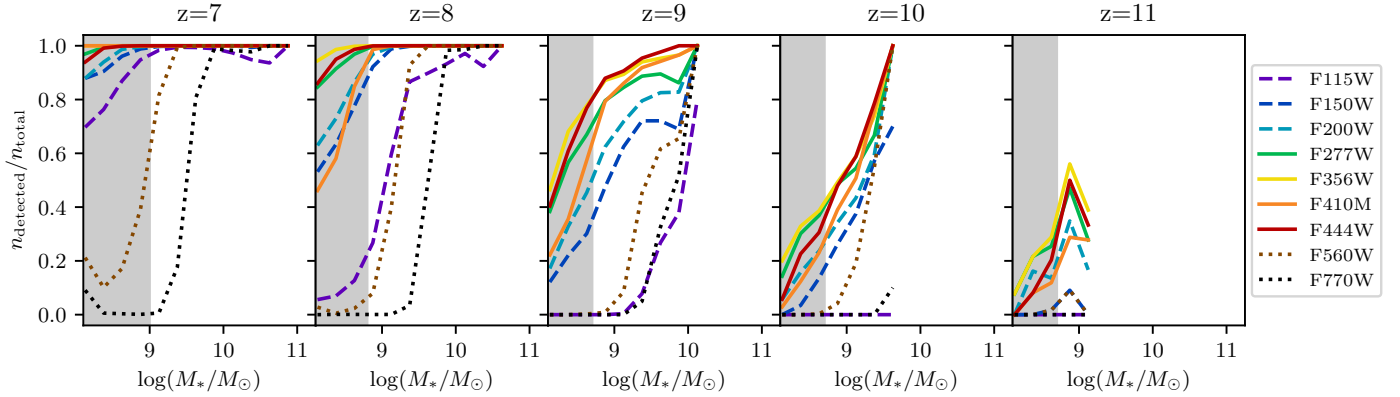 z=7 z=8 z=9 z=10 z=11
1.0
0.8
0.6
0.4
0.2
0.0
n_detected/n_total
9 10 11 9 10 11 9 10 11 9 10 11 9 10 11
log(M_*/M_⊙) log(M_*/M_⊙) log(M_*/M_⊙) log(M_*/M_⊙) log(M_*/M_⊙)
F115W
F150W
F200W
F277W
F356W
F410M
F444W
F560W
F770W